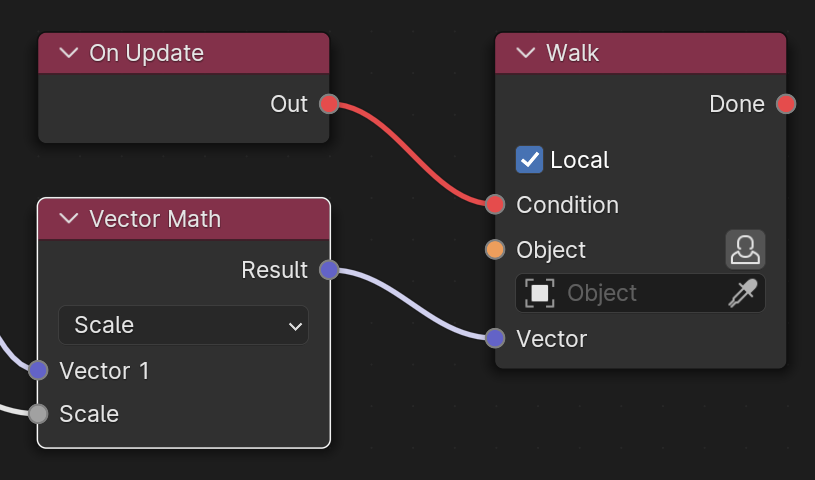 On Update
Out
Vector Math
Result
Scale
Vector 1
Scale
Walk
Done
Local
Condition
Object
Object
Vector